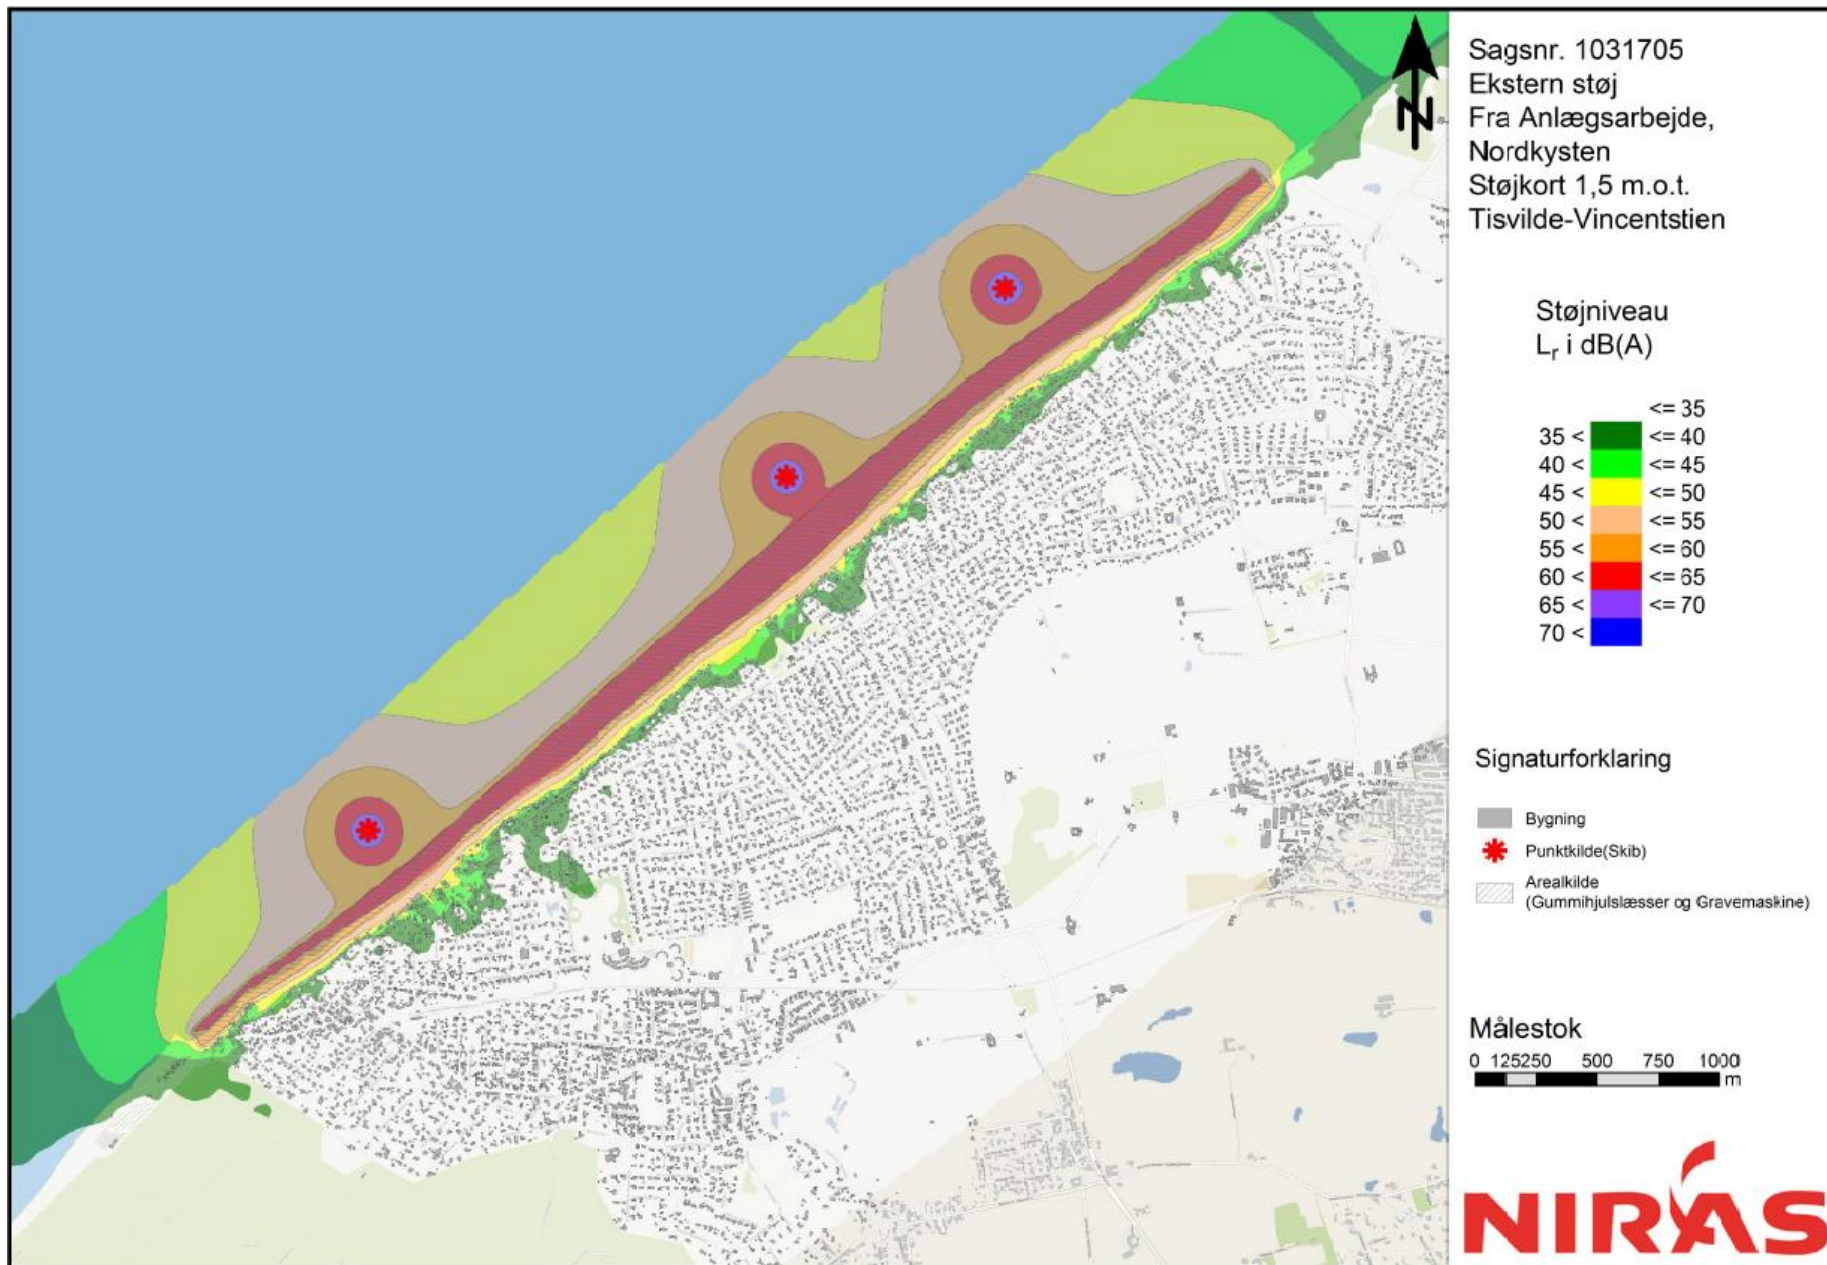 Sagsnr. 1031705
Ekstern støj
Fra Anlægsarbejde,
Nordkysten
Støjkort 1,5 m.o.t.
Tisvilde-Vincentstien
N
Støjniveau
Lr i dB(A)
<= 35
35 < <= 40
40 < <= 45
45 < <= 50
50 < <= 55
55 < <= 60
60 < <= 65
65 < <= 70
70 <
Signaturforklaring
Bygning
Punktkilde(Skib)
Arealkilde
(Gummihjulslæsser og Gravemaskine)
Målestok
0 125250 500 750 1000
m
NIRAS